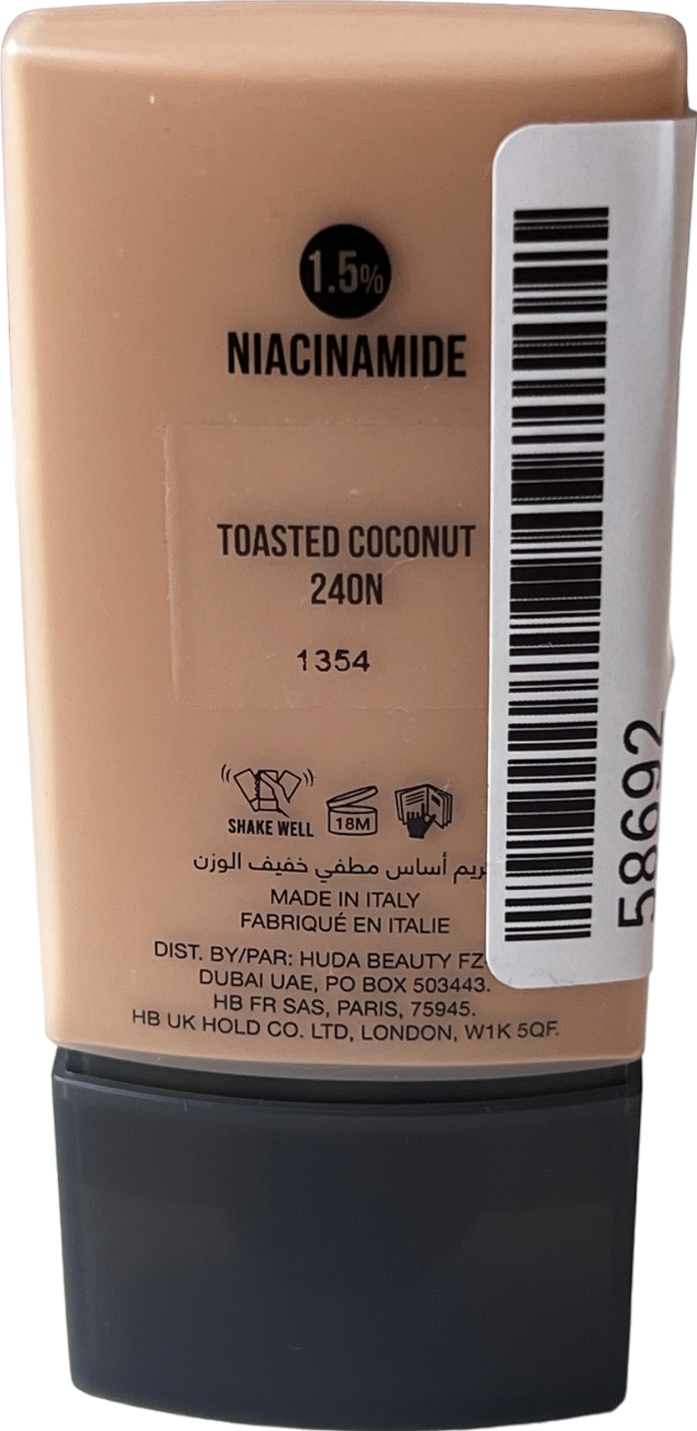 1.5%
NIACINAMIDE
TOASTED COCONUT
240N
1354
SHAKE WELL
18M
كريم أساس مطفي خفيف الوزن
MADE IN ITALY
FABRIQUÉ EN ITALIE
DIST. BY/PAR: HUDA BEAUTY FZ
DUBAI UAE, PO BOX 503443.
HB FR SAS, PARIS, 75945.
HB UK HOLD CO. LTD, LONDON, W1K 5QF.
58692